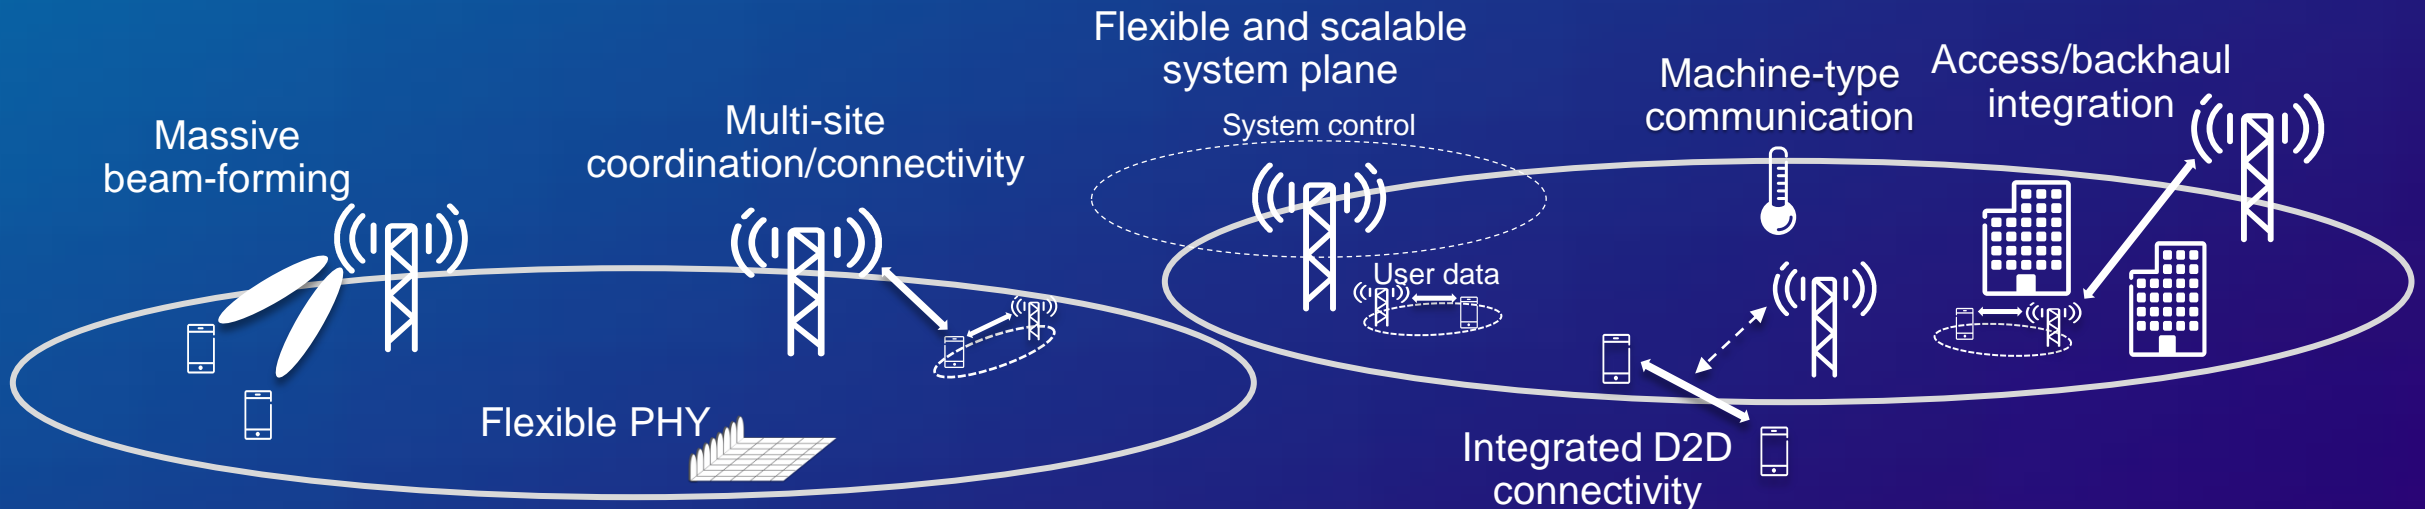 Massive
beam-forming
Multi-site
coordination/connectivity
Flexible PHY
Flexible and scalable
system plane
System control
User data
Machine-type
communication
Access/backhaul
integration
Integrated D2D
connectivity